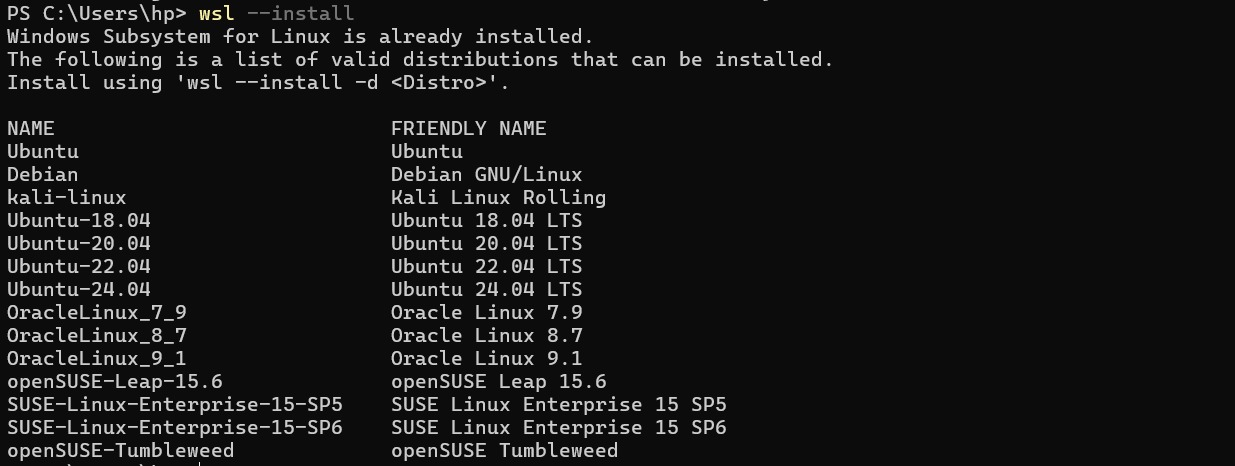 PS C:\Users\hp> wsl --install
Windows Subsystem for Linux is already installed.
The following is a list of valid distributions that can be installed.
Install using 'wsl --install -d <Distro>'.
NAME FRIENDLY NAME
Ubuntu Ubuntu
Debian Debian GNU/Linux
kali-linux Kali Linux Rolling
Ubuntu-18.04 Ubuntu 18.04 LTS
Ubuntu-20.04 Ubuntu 20.04 LTS
Ubuntu-22.04 Ubuntu 22.04 LTS
Ubuntu-24.04 Ubuntu 24.04 LTS
OracleLinux_7_9 Oracle Linux 7.9
OracleLinux_8_7 Oracle Linux 8.7
OracleLinux_9_1 Oracle Linux 9.1
openSUSE-Leap-15.6 openSUSE Leap 15.6
SUSE-Linux-Enterprise-15-SP5 SUSE Linux Enterprise 15 SP5
SUSE-Linux-Enterprise-15-SP6 SUSE Linux Enterprise 15 SP6
openSUSE-Tumbleweed openSUSE Tumbleweed